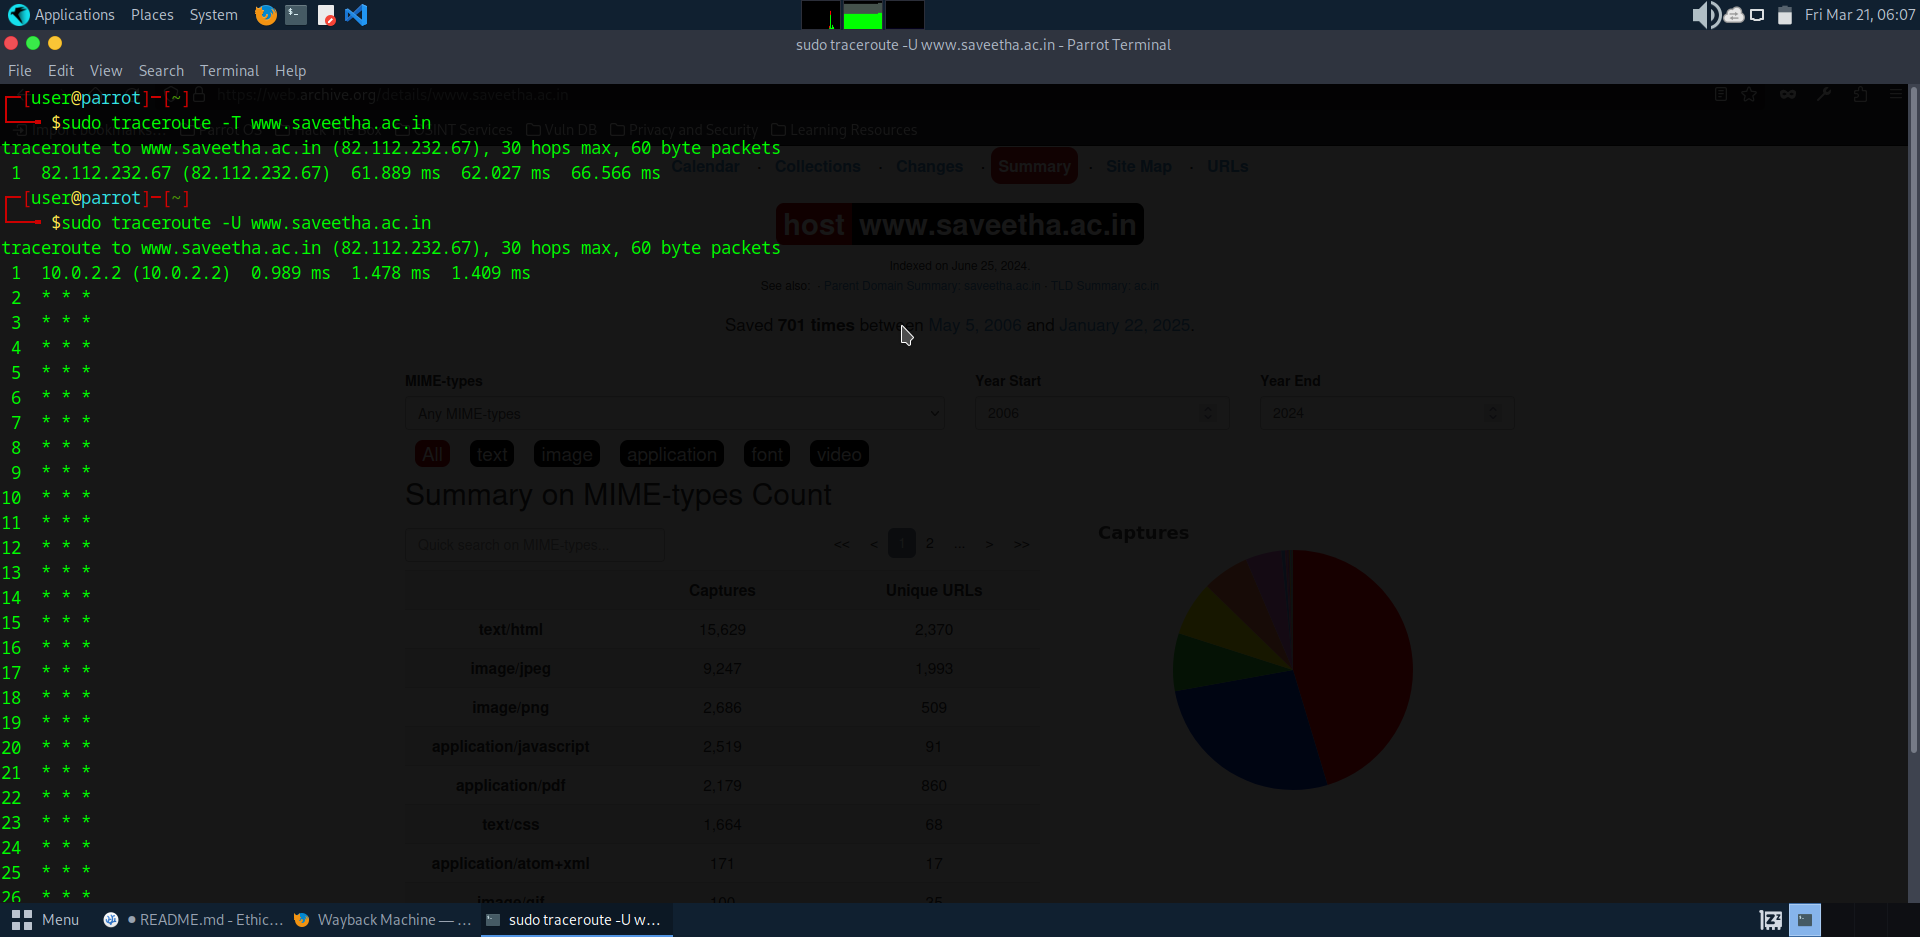 Applications Places System Fri Mar 21, 06:07
sudo traceroute -U www.saveetha.ac.in - Parrot Terminal
File Edit View Search Terminal Help
┌─[user@parrot]─[~]
└──╼ $sudo traceroute -T www.saveetha.ac.in
traceroute to www.saveetha.ac.in (82.112.232.67), 30 hops max, 60 byte packets
1 82.112.232.67 (82.112.232.67) 61.889 ms 62.027 ms 66.566 ms
┌─[user@parrot]─[~]
└──╼ $sudo traceroute -U www.saveetha.ac.in
traceroute to www.saveetha.ac.in (82.112.232.67), 30 hops max, 60 byte packets
1 10.0.2.2 (10.0.2.2) 0.989 ms 1.478 ms 1.409 ms
2 * * *
3 * * *
4 * * *
5 * * *
6 * * *
7 * * *
8 * * *
9 * * *
10 * * *
11 * * *
12 * * *
13 * * *
14 * * *
15 * * *
16 * * *
17 * * *
18 * * *
19 * * *
20 * * *
21 * * *
22 * * *
23 * * *
24 * * *
25 * * *
26 * * *
https://web.archive.org/details/www.saveetha.ac.in
OSINT Services Vuln DB Privacy and Security Learning Resources
Calendar · Collections · Changes · Summary · Site Map · URLs
host www.saveetha.ac.in
Indexed on June 25, 2024.
See also: · Parent Domain Summary: saveetha.ac.in · TLD Summary: ac.in
Saved 701 times between May 5, 2006 and January 22, 2025.
MIME-types Year Start Year End
Any MIME-types 2006 2024
All text image application font video
Summary on MIME-types Count
Quick search on MIME-types... << < 1 2 ... > >>
Captures
Captures Unique URLs
text/html 15,629 2,370
image/jpeg 9,247 1,993
image/png 2,686 509
application/javascript 2,519 91
application/pdf 2,179 860
text/css 1,664 68
application/atom+xml 171 17
image/gif
Menu README.md - Ethic... Wayback Machine — ... sudo traceroute -U w...